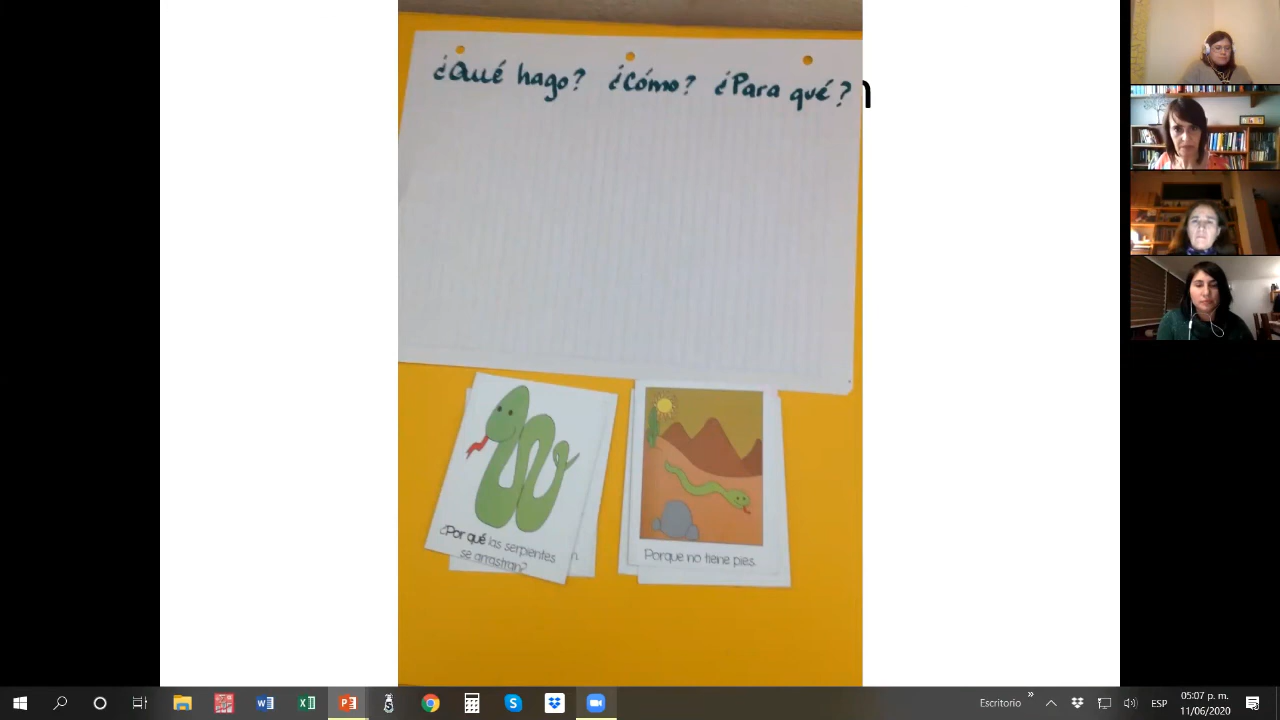 ¿Qué hago? ¿Cómo? ¿Para qué?
¿Por qué las serpientes
se arrastran?
Porque no tiene pies.
Escritorio
ESP
05:07 p. m.
11/06/2020